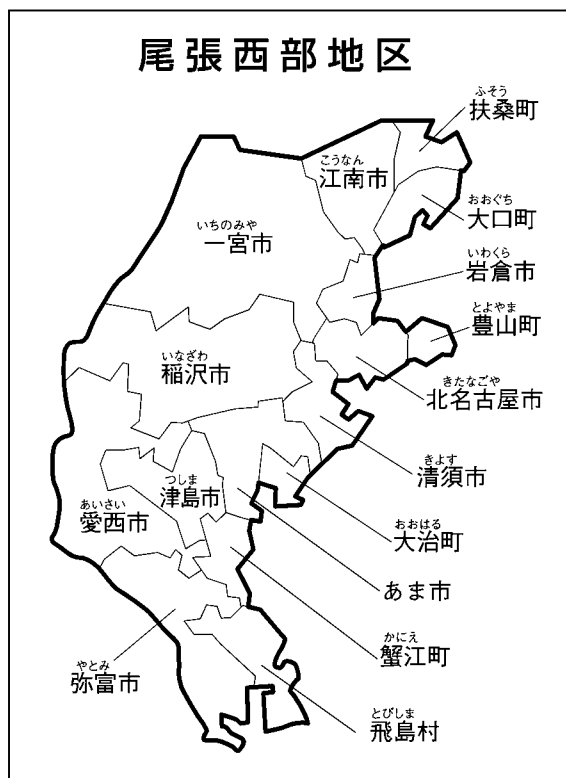 尾張西部地区
ふそう
扶桑町
こうなん
江南市
おおぐち
大口町
いちのみや
一宮市
いわくら
岩倉市
とよやま
豊山町
いなざわ
稲沢市
きたなごや
北名古屋市
きよす
清須市
つしま
津島市
あいさい
愛西市
おおはる
大治町
あま市
かにえ
蟹江町
やとみ
弥富市
とびしま
飛島村